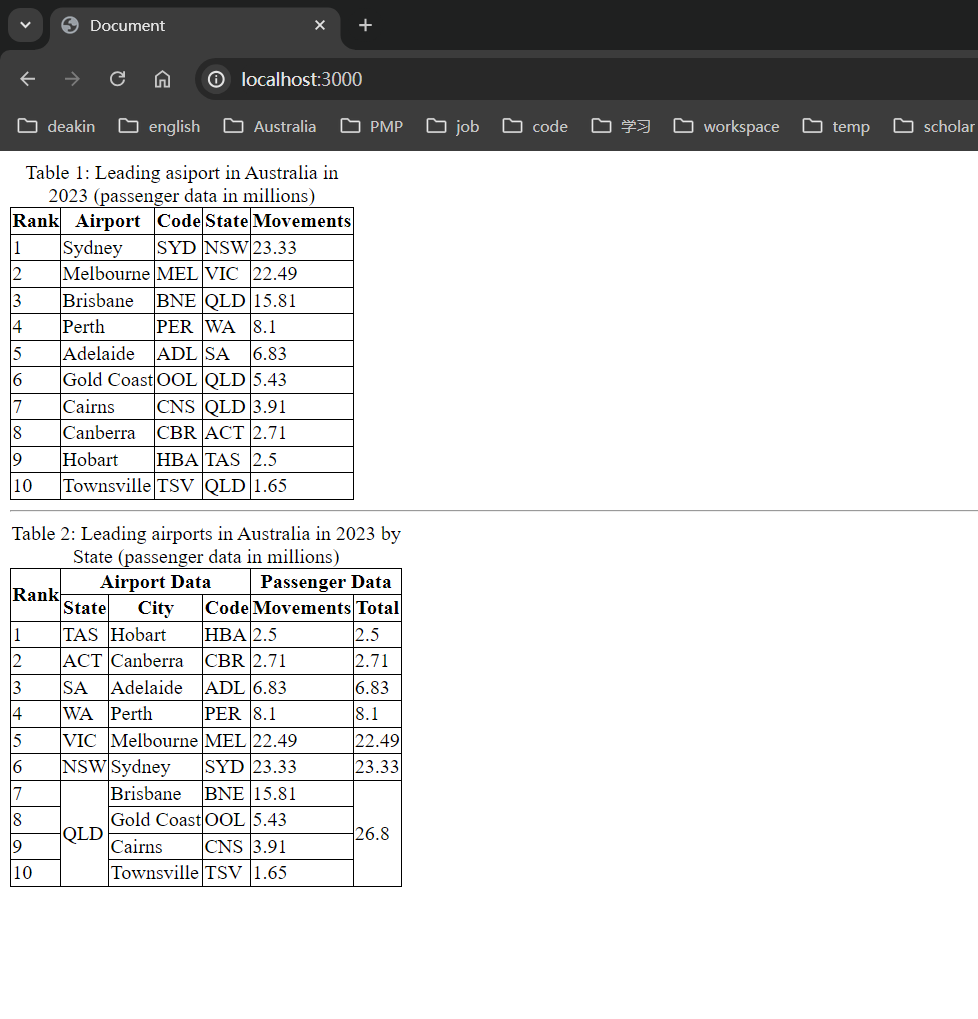 Document
localhost:3000
deakin english Australia PMP job code 学习 workspace temp scholar
Table 1: Leading asiport in Australia in
2023 (passenger data in millions)
Rank Airport Code State Movements
1 Sydney SYD NSW 23.33
2 Melbourne MEL VIC 22.49
3 Brisbane BNE QLD 15.81
4 Perth PER WA 8.1
5 Adelaide ADL SA 6.83
6 Gold Coast OOL QLD 5.43
7 Cairns CNS QLD 3.91
8 Canberra CBR ACT 2.71
9 Hobart HBA TAS 2.5
10 Townsville TSV QLD 1.65
Table 2: Leading airports in Australia in 2023 by
State (passenger data in millions)
Rank Airport Data Passenger Data
State City Code Movements Total
1 TAS Hobart HBA 2.5 2.5
2 ACT Canberra CBR 2.71 2.71
3 SA Adelaide ADL 6.83 6.83
4 WA Perth PER 8.1 8.1
5 VIC Melbourne MEL 22.49 22.49
6 NSW Sydney SYD 23.33 23.33
7 QLD Brisbane BNE 15.81 26.8
8 Gold Coast OOL 5.43
9 Cairns CNS 3.91
10 Townsville TSV 1.65